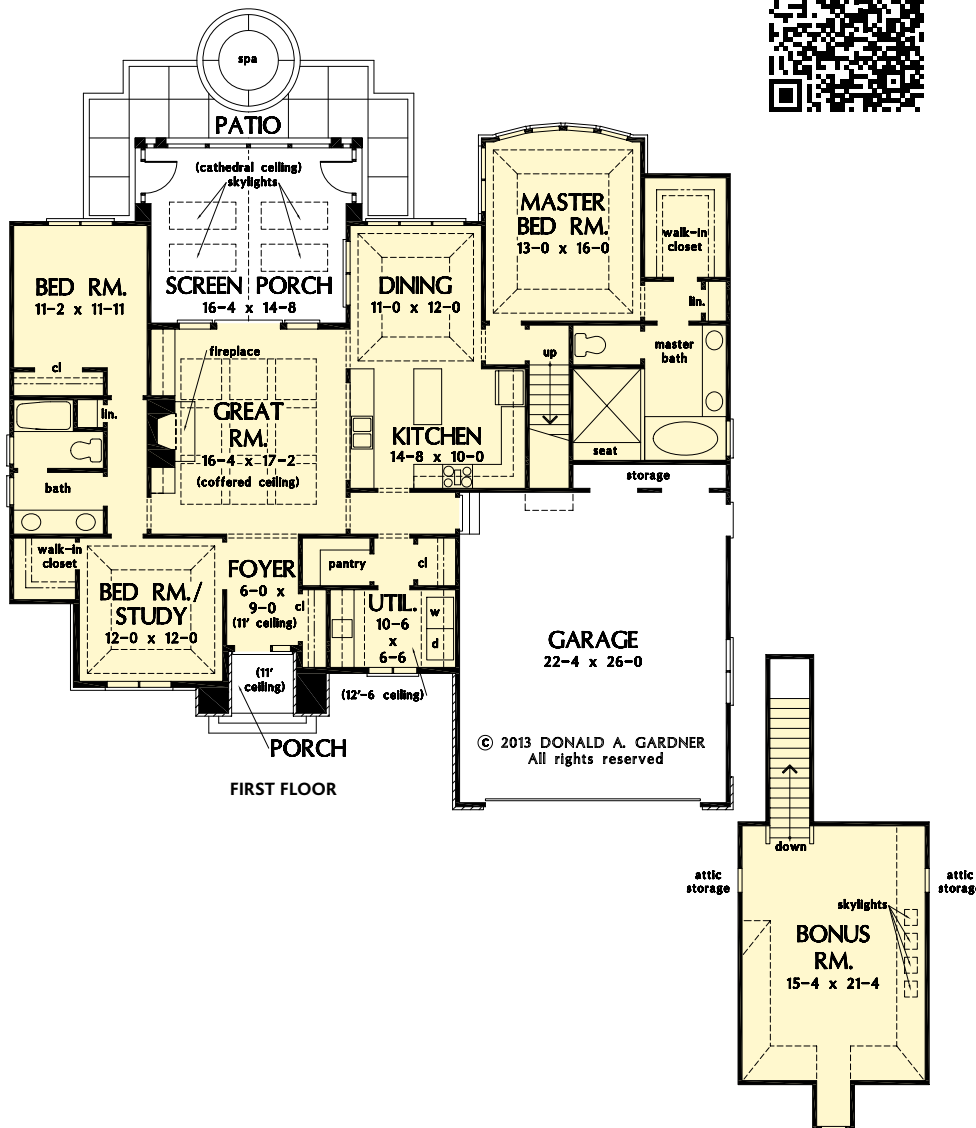 spa
PATIO
(cathedral ceiling)
skylights
SCREEN PORCH
16-4 x 14-8
BED RM.
11-2 x 11-11
cl
lin.
bath
walk-in
closet
BED RM./
STUDY
12-0 x 12-0
fireplace
GREAT
RM.
16-4 x 17-2
(coffered ceiling)
DINING
11-0 x 12-0
KITCHEN
14-8 x 10-0
MASTER
BED RM.
13-0 x 16-0
walk-in
closet
lin.
master
bath
up
seat
storage
FOYER
6-0 x
9-0
(11' ceiling)
cl
pantry
cl
UTIL.
10-6
x
6-6
w
d
(12'-6 ceiling)
(11'
ceiling)
PORCH
FIRST FLOOR
GARAGE
22-4 x 26-0
© 2013 DONALD A. GARDNER
All rights reserved
down
attic
storage
attic
storag
skylights
BONUS
RM.
15-4 x 21-4